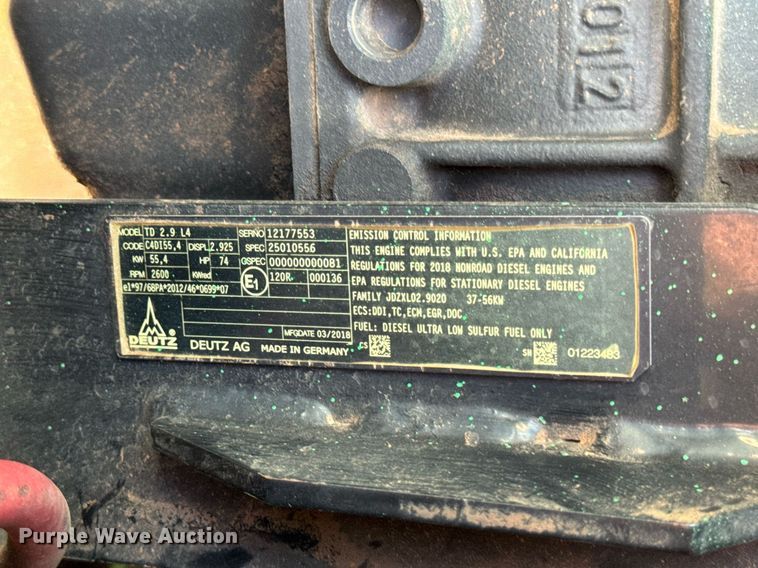 2012
MODEL TD 2.9 L4 SERNO 12177553
CODE C4DI55,4 DISPL 2.925 SPEC 25010556
KW 55,4 HP 74 GSPEC 000000000081
RPM 2600 KWred E1 120R 000136
e1*97/68PA*2012/46*0699*07
MFGDATE 03/2018
DEUTZ DEUTZ AG MADE IN GERMANY
EMISSION CONTROL INFORMATION
THIS ENGINE COMPLIES WITH U.S. EPA AND CALIFORNIA
REGULATIONS FOR 2018 NONROAD DIESEL ENGINES AND
EPA REGULATIONS FOR STATIONARY DIESEL ENGINES
FAMILY JDZXL02.9020 37-56KW
ECS:DDI,TC,ECM,EGR,DOC
FUEL: DIESEL ULTRA LOW SULFUR FUEL ONLY
CS SN 01223493
Purple Wave Auction